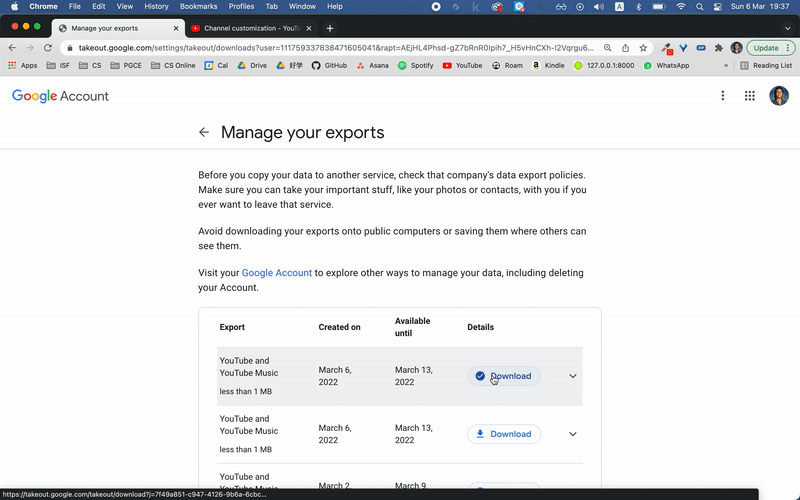 Chrome File Edit View History Bookmarks Profiles Tab Window Help Sun 6 Mar 19:37
Manage your exports
Channel customization - YouTu
takeout.google.com/settings/takeout/downloads?user=111759337838471605041&rapt=AEjHL4Phsd-gZ7bRnR0lpih7_H5vHnCXh-I2Vqrgu6...
Update
Apps ISF CS PGCE CS Online Cal Drive 好学 GitHub Asana Spotify YouTube Roam Kindle 127.0.0.1:8000 WhatsApp » Reading List
Google Account
Manage your exports
Before you copy your data to another service, check that company's data export policies.
Make sure you can take your important stuff, like your photos or contacts, with you if you
ever want to leave that service.
Avoid downloading your exports onto public computers or saving them where others can
see them.
Visit your Google Account to explore other ways to manage your data, including deleting
your Account.
Export Created on Available until Details
YouTube and
YouTube Music
less than 1 MB
March 6,
2022
March 13,
2022
Download
YouTube and
YouTube Music
less than 1 MB
March 6,
2022
March 13,
2022
Download
YouTube and
March 2,
March 9,
https://takeout.google.com/takeout/download?j=7f49a851-c947-4126-9b6a-6cbc...